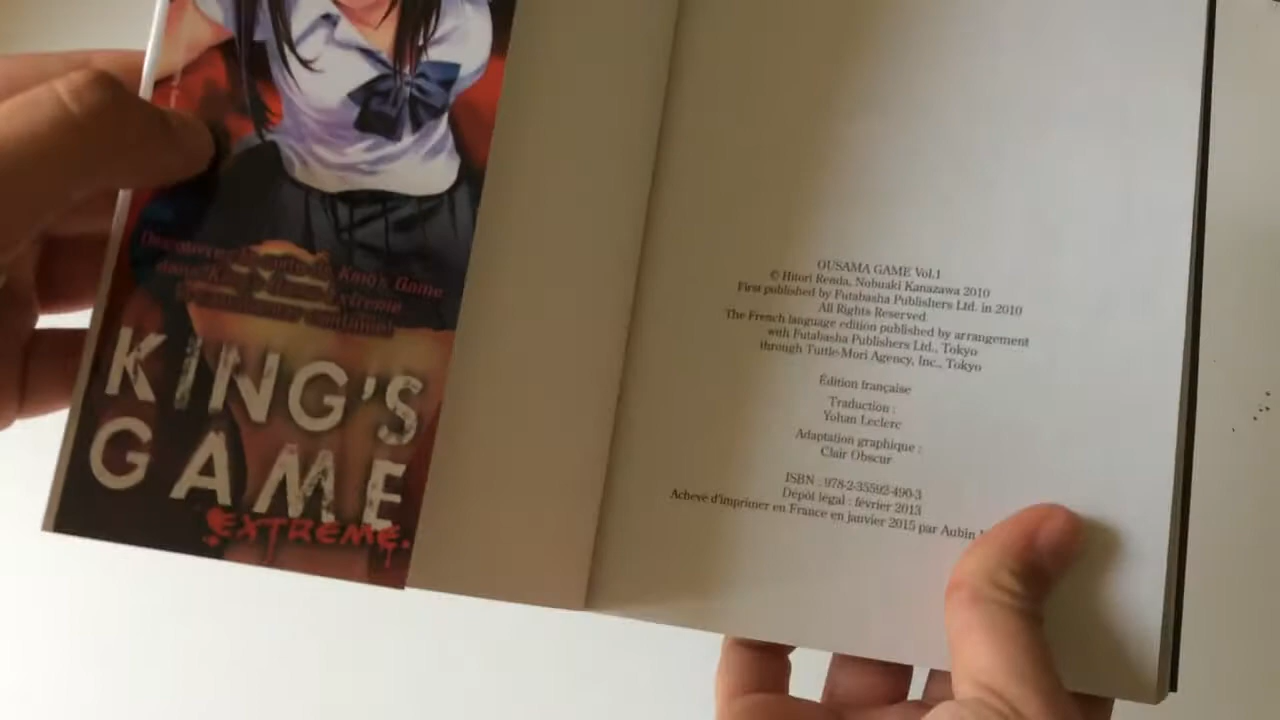 King's Game
Extreme
KING'S
GAME
EXTREME.
OUSAMA GAME Vol.1
© Hitori Renda, Nobuaki Kanazawa 2010
First published by Futabasha Publishers Ltd. in 2010
All Rights Reserved
The French language edition published by arrangement
with Futabasha Publishers Ltd., Tokyo
through Tuttle-Mori Agency, Inc., Tokyo
Édition française
Traduction :
Yohan Leclerc
Adaptation graphique :
Clair Obscur
ISBN : 978-2-35592-490-3
Dépôt légal : février 2013
Achevé d'imprimer en France en janvier 2015 par Aubin